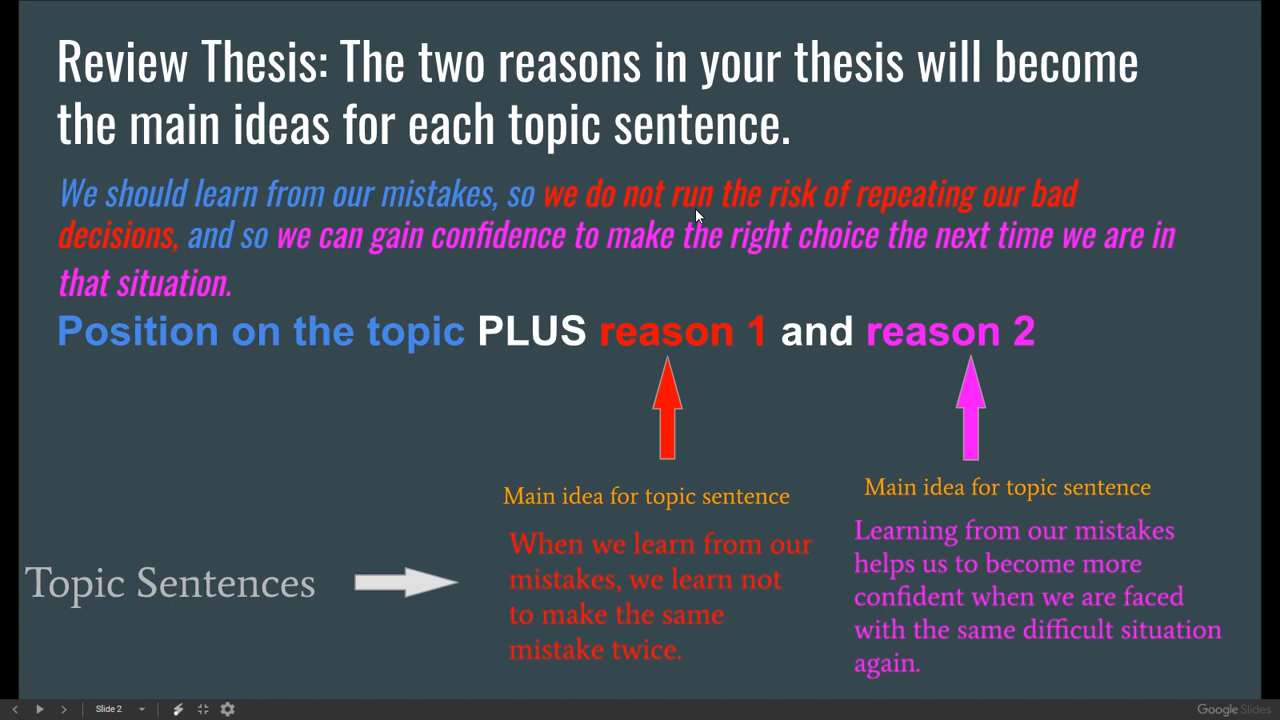 Review Thesis: The two reasons in your thesis will become
the main ideas for each topic sentence.
We should learn from our mistakes, so we do not run the risk of repeating our bad
decisions, and so we can gain confidence to make the right choice the next time we are in
that situation.
Position on the topic PLUS reason 1 and reason 2
Main idea for topic sentence
When we learn from our
mistakes, we learn not
to make the same
mistake twice.
Main idea for topic sentence
Learning from our mistakes
helps us to become more
confident when we are faced
with the same difficult situation
again.
Topic Sentences
Slide 2
Google Slides